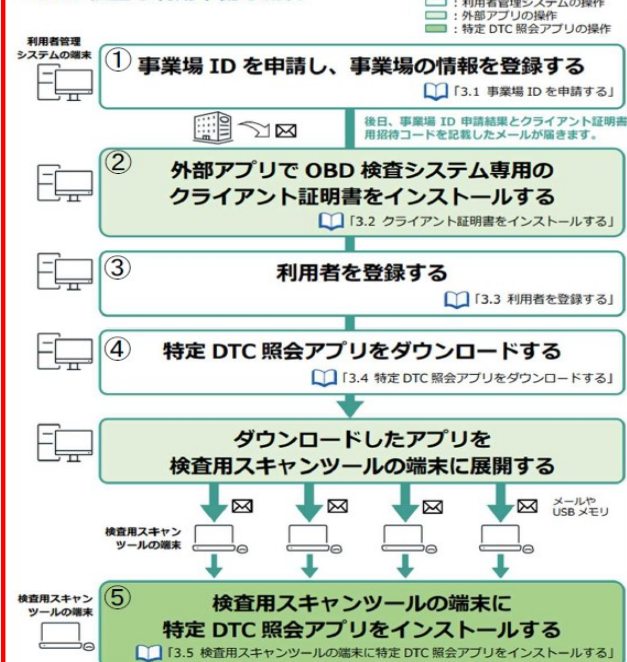 ：利用者管理システムの操作
：外部アプリの操作
：特定 DTC 照会アプリの操作
利用者管理
システムの端末
① 事業場 ID を申請し、事業場の情報を登録する
「3.1 事業場 ID を申請する」
後日、事業場 ID 申請結果とクライアント証明書
用招待コードを記載したメールが届きます。
② 外部アプリで OBD 検査システム専用の
クライアント証明書をインストールする
「3.2 クライアント証明書をインストールする」
③ 利用者を登録する
「3.3 利用者を登録する」
④ 特定 DTC 照会アプリをダウンロードする
「3.4 特定 DTC 照会アプリをダウンロードする」
ダウンロードしたアプリを
検査用スキャンツールの端末に展開する
メールや
USB メモリ
検査用スキャン
ツールの端末
検査用スキャン
ツールの端末
⑤ 検査用スキャンツールの端末に
特定 DTC 照会アプリをインストールする
「3.5 検査用スキャンツールの端末に特定 DTC 照会アプリをインストールする」